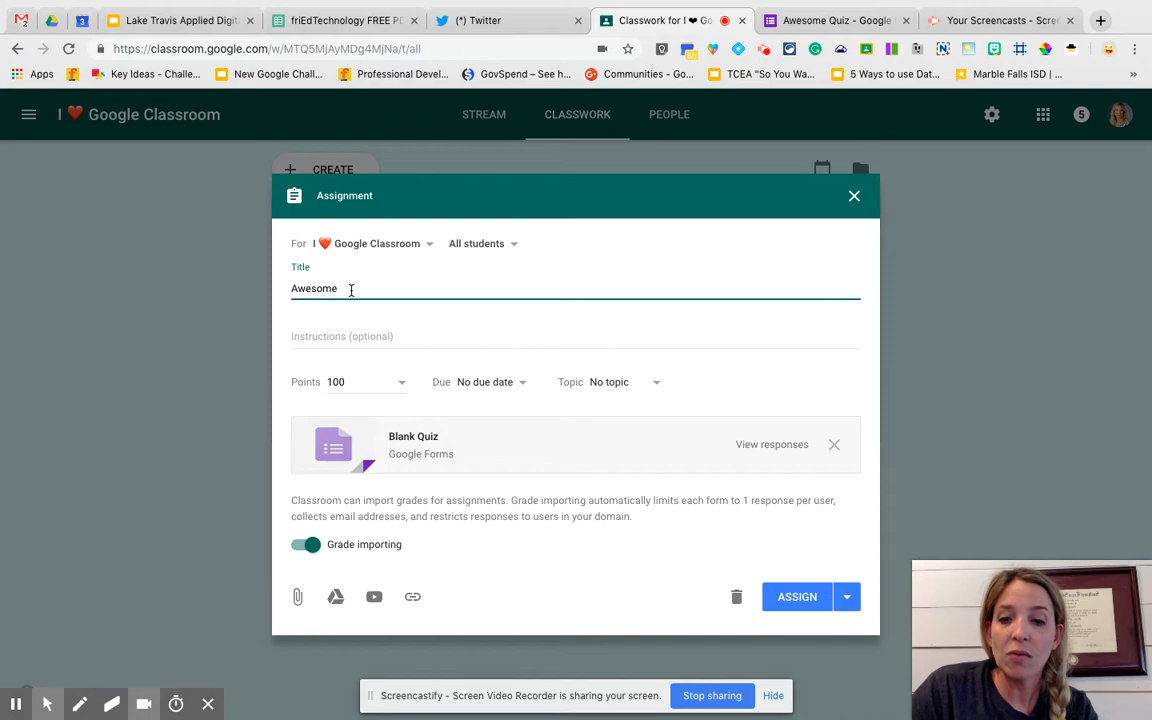 Lake Travis Applied Digit
friEdTechnology FREE PD
(*) Twitter
Classwork for I ❤ Go
Awesome Quiz - Google
Your Screencasts - Scree
https://classroom.google.com/w/MTQ5MjAyMDg4MjNa/t/all
Apps
Key Ideas - Challe...
New Google Chall...
Professional Devel...
GovSpend — See h...
Communities - Go...
TCEA "So You Wa...
5 Ways to use Dat...
Marble Falls ISD | ...
»
I ❤ Google Classroom
STREAM
CLASSWORK
PEOPLE
5
CREATE
Assignment
For I ❤ Google Classroom All students
Title
Awesome
Instructions (optional)
Points 100 Due No due date Topic No topic
Blank Quiz
Google Forms
View responses
Classroom can import grades for assignments. Grade importing automatically limits each form to 1 response per user,
collects email addresses, and restricts responses to users in your domain.
Grade importing
ASSIGN
Screencastify - Screen Video Recorder is sharing your screen.
Stop sharing
Hide